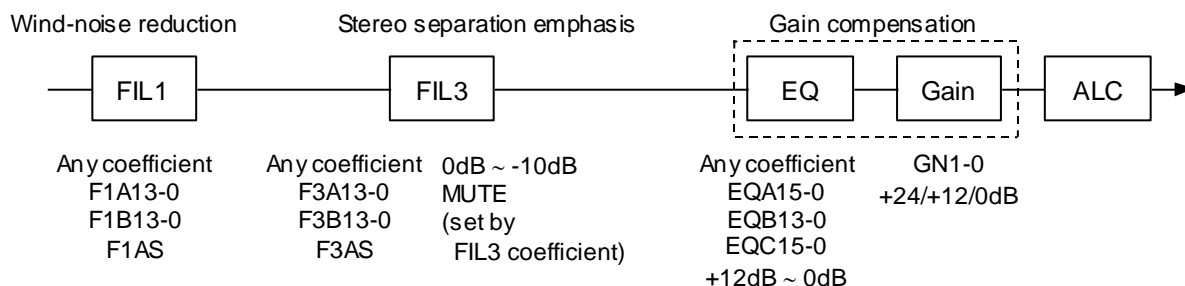 Wind-noise reduction
Stereo separation emphasis
Gain compensation
FIL1
FIL3
EQ
Gain
ALC
Any coefficient
F1A13-0
F1B13-0
F1AS
Any coefficient
F3A13-0
F3B13-0
F3AS
0dB ~ -10dB
MUTE
(set by
FIL3 coefficient)
Any coefficient
EQA15-0
EQB13-0
EQC15-0
+12dB ~ 0dB
GN1-0
+24/+12/0dB